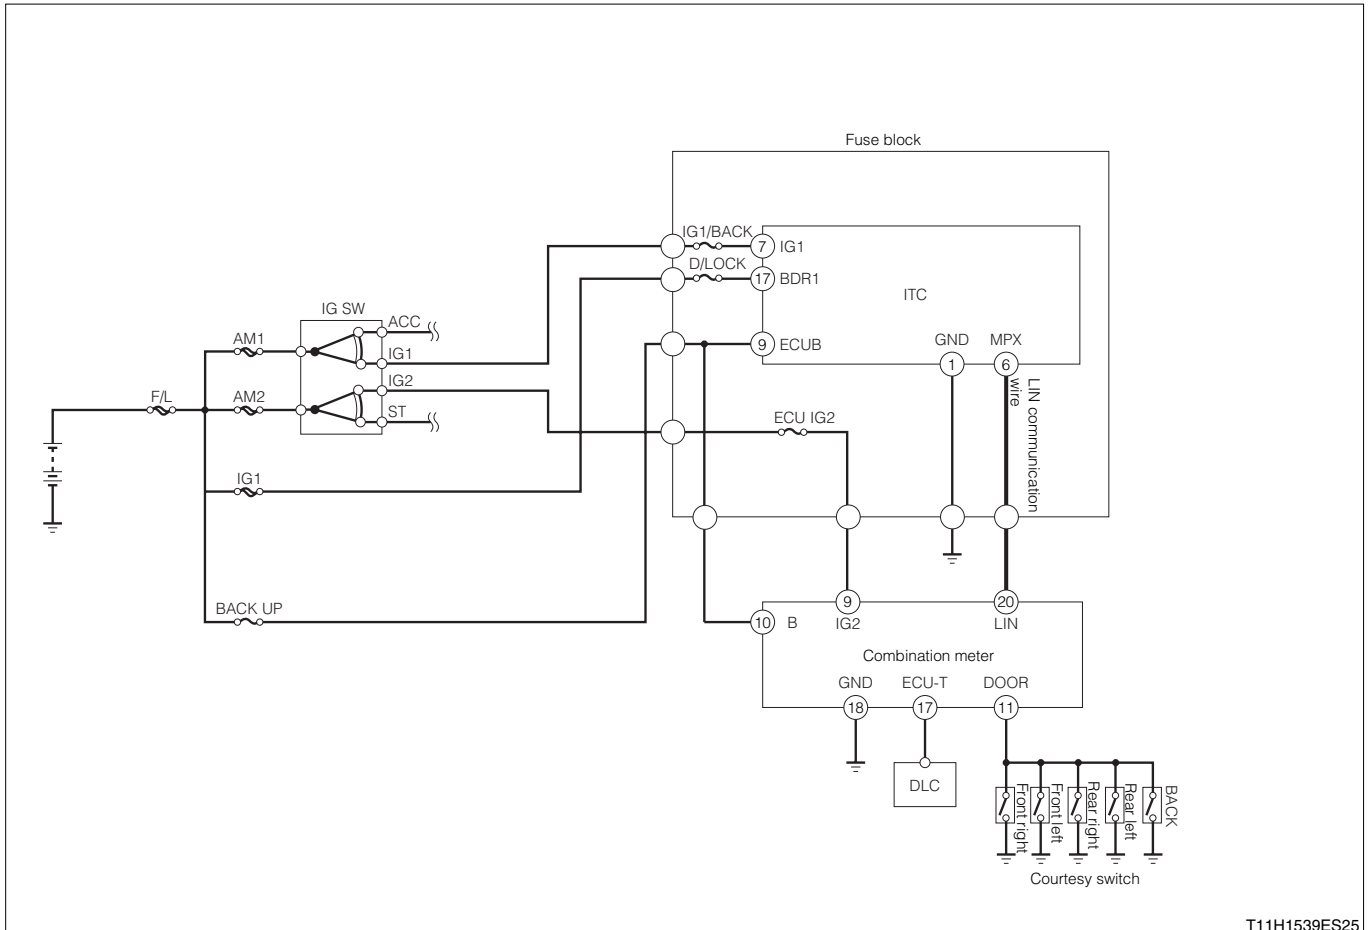 Fuse block
IG1/BACK
7
IG1
D/LOCK
17
BDR1
ITC
IG SW
ACC
AM1
IG1
9
ECUB
GND
MPX
1
6
LIN communication
wire
IG2
F/L
AM2
ST
ECU IG2
IG1
BACK UP
9
20
10
B
IG2
LIN
Combination meter
GND
ECU-T
DOOR
18
17
11
DLC
Front right
Front left
Rear right
Rear left
BACK
Courtesy switch
T11H1539ES25